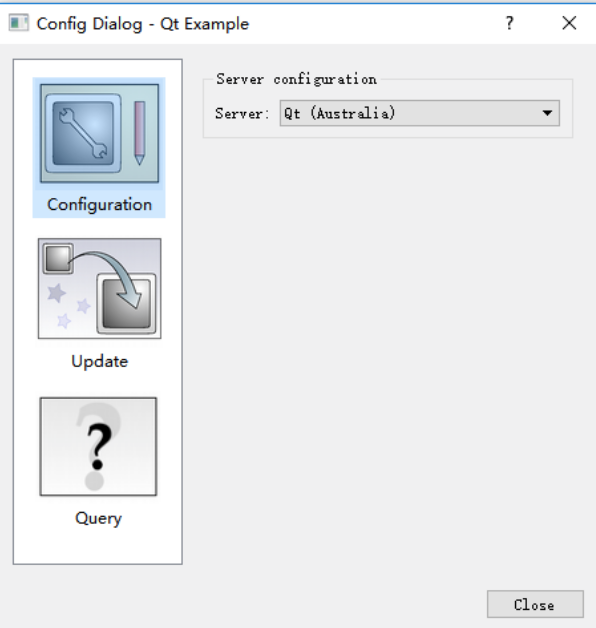 Config Dialog - Qt Example
?
Server configuration
Server: Qt (Australia)
Configuration
Update
?
Query
Close